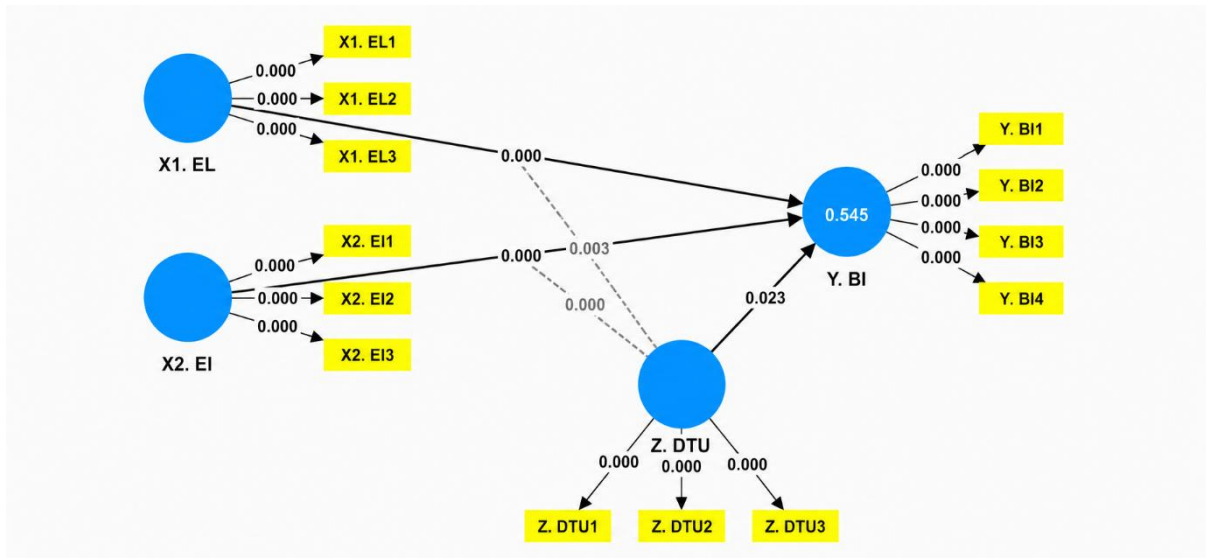 X1. EL1
0.000
X1. EL2
0.000
X1. EL3
0.000
X1. EL
0.000
X2. EI1
0.000
X2. EI2
0.000
X2. EI3
0.000
X2. EI
0.000
0.003
0.000
Y. BI1
0.000
Y. BI2
0.000
Y. BI3
0.000
Y. BI4
0.000
0.545
Y. BI
0.023
Z. DTU
0.000
0.000
0.000
Z. DTU1
Z. DTU2
Z. DTU3